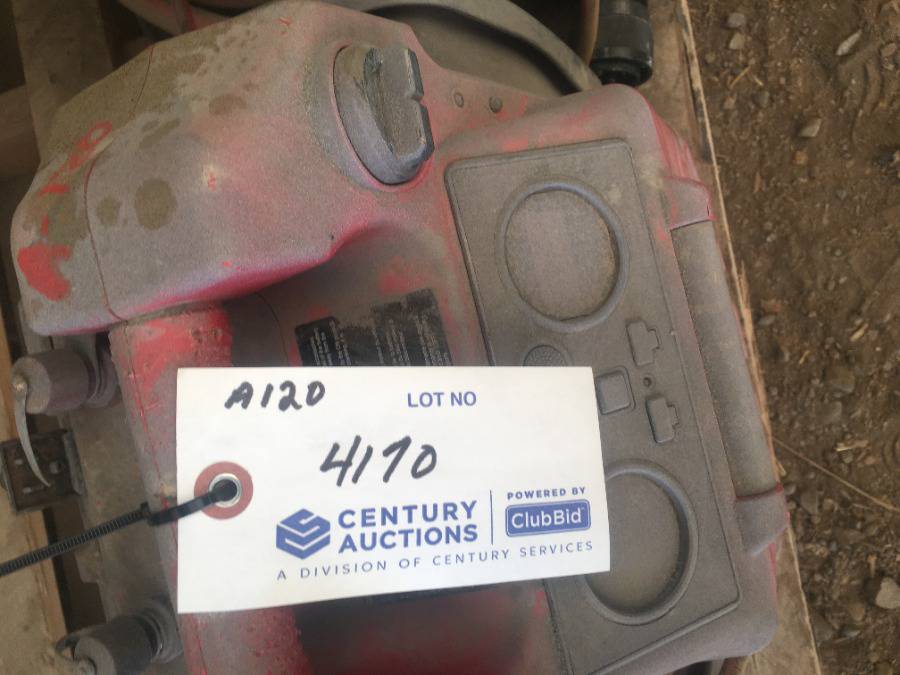 A120
LOT NO
4170
CENTURY
AUCTIONS
POWERED BY
ClubBid
A DIVISION OF CENTURY SERVICES